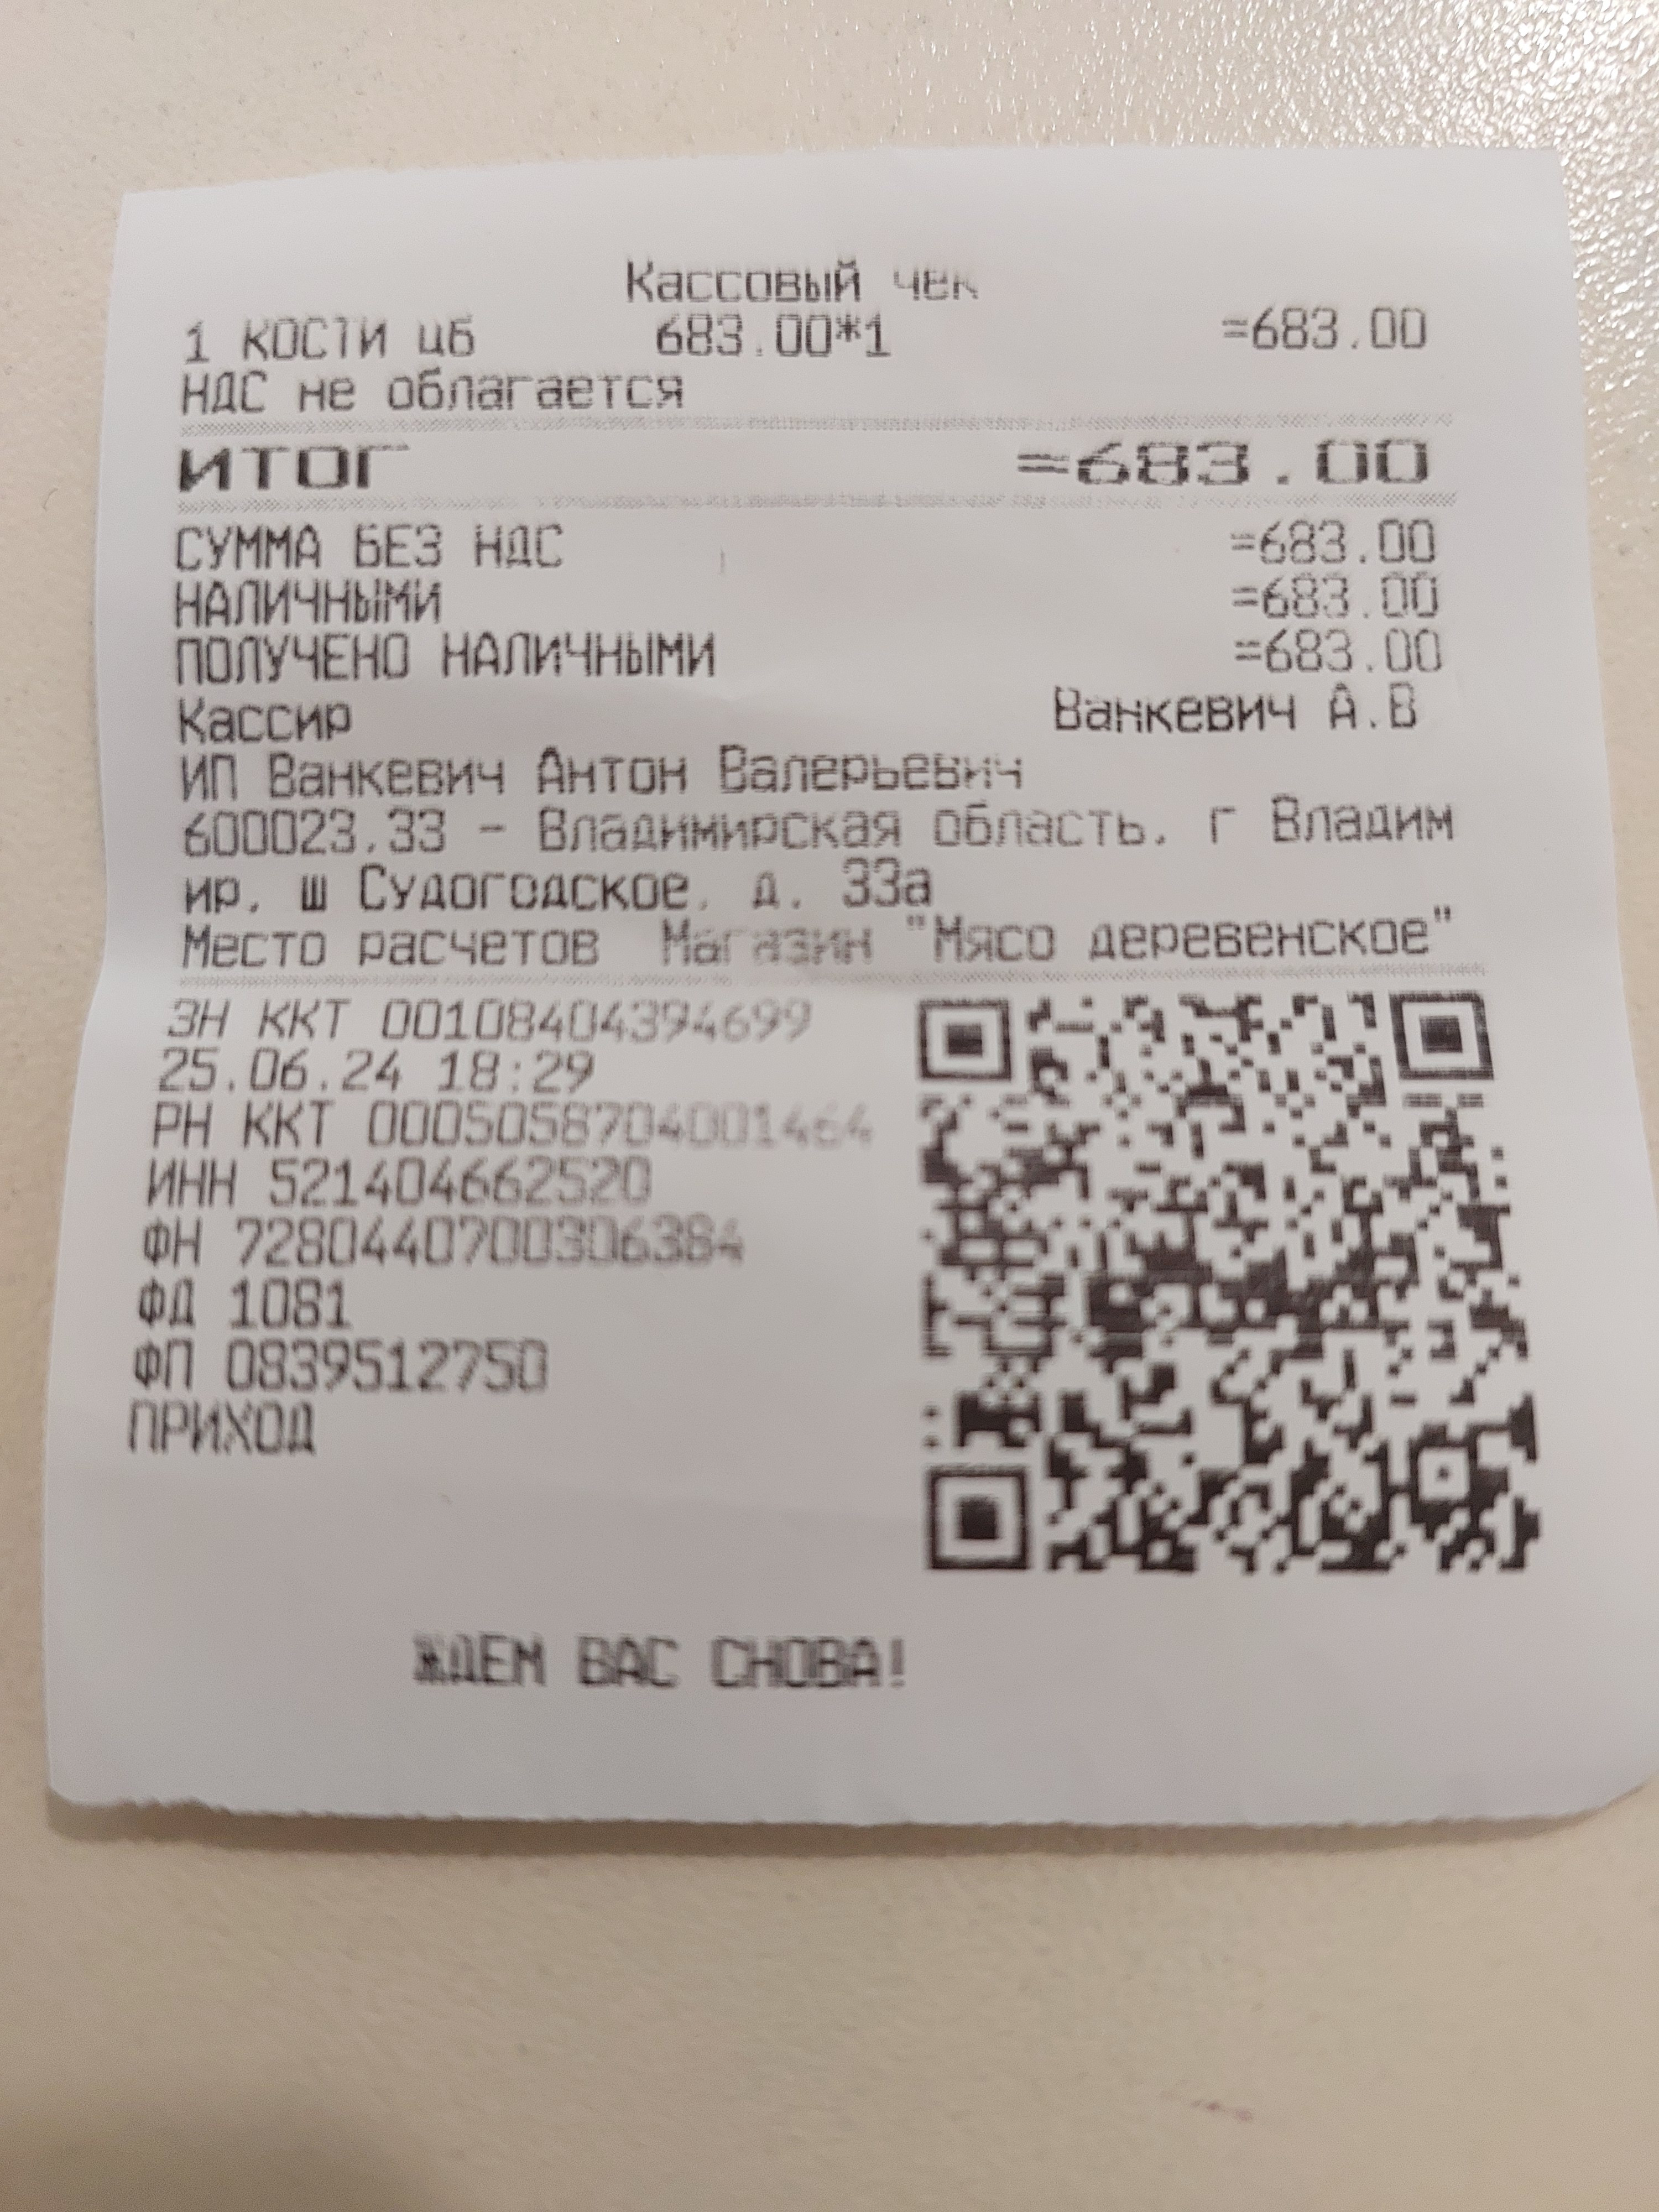 Кассовый чек
1 КОСТИ цб 683.00*1 =683.00
НДС не облагается
ИТОГ =683.00
СУММА БЕЗ НДС =683.00
НАЛИЧНЫМИ =683.00
ПОЛУЧЕНО НАЛИЧНЫМИ =683.00
Кассир Ванкевич А.В
ИП Ванкевич Антон Валерьевич
600023,33 - Владимирская область, г Владим
ир, ш Судогодское, д. 33а
Место расчетов Магазин "Мясо деревенское"
ЗН ККТ 00108404394699
25.06.24 18:29
РН ККТ 0005058704001464
ИНН 521404662520
ФН 7280440700306384
ФД 1081
ФП 0839512750
ПРИХОД
ЖДЕМ ВАС СНОВА!